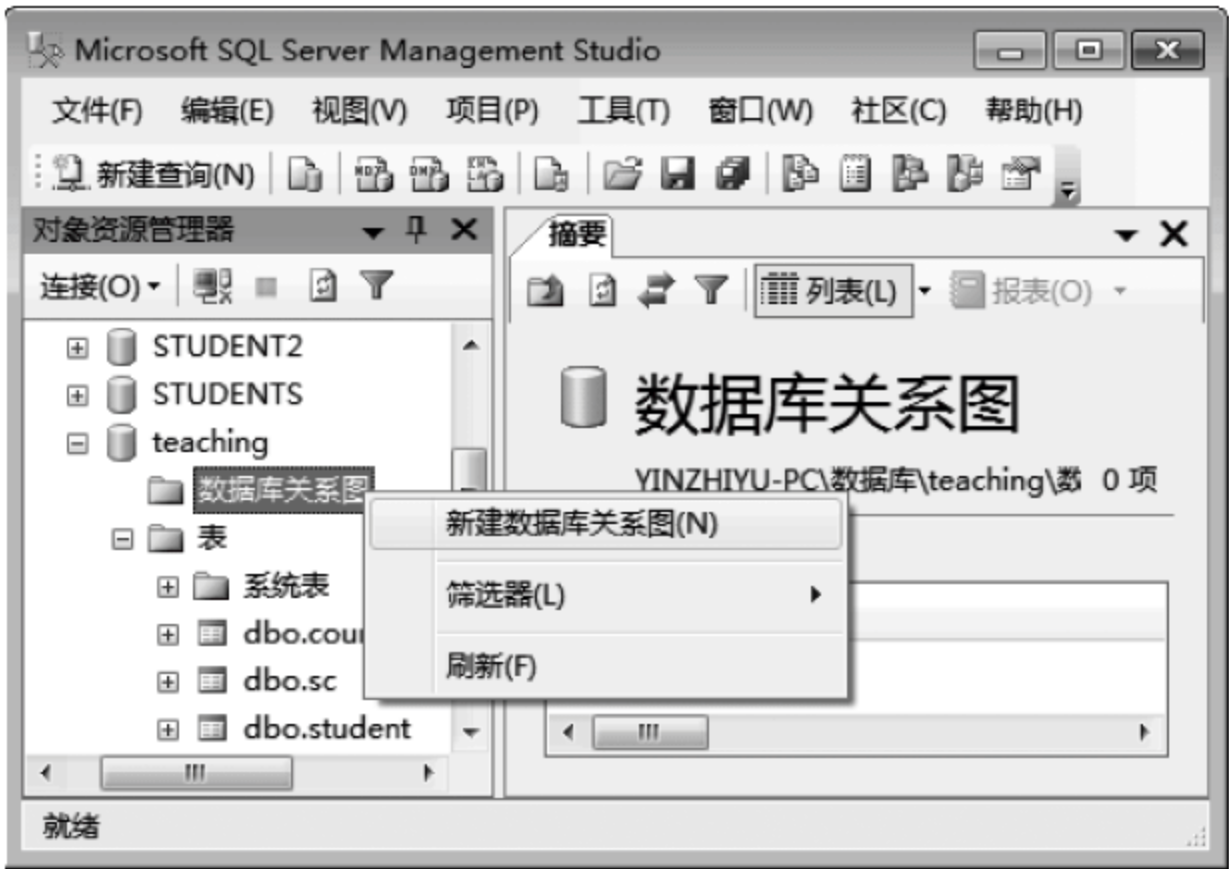 Microsoft SQL Server Management Studio
文件(F) 编辑(E) 视图(V) 项目(P) 工具(T) 窗口(W) 社区(C) 帮助(H)
新建查询(N)
对象资源管理器
连接(O)
STUDENT2
STUDENTS
teaching
数据库关系图
表
系统表
dbo.cour
dbo.sc
dbo.student
新建数据库关系图(N)
筛选器(L)
刷新(F)
摘要
列表(L) 报表(O)
数据库关系图
YINZHIYU-PC\数据库\teaching\数 0 项
就绪